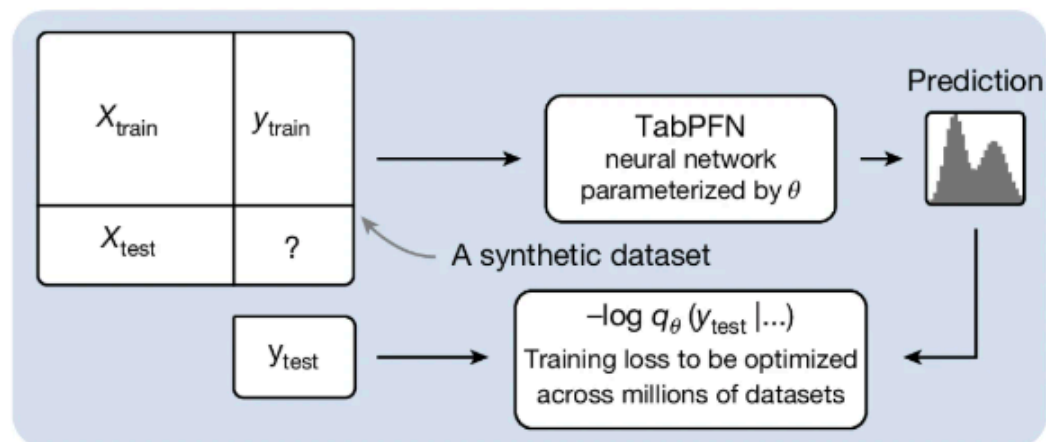 X_train
y_train
X_test
?
A synthetic dataset
TabPFN
neural network
parameterized by θ
Prediction
y_test
–log q_θ (y_test |...)
Training loss to be optimized
across millions of datasets